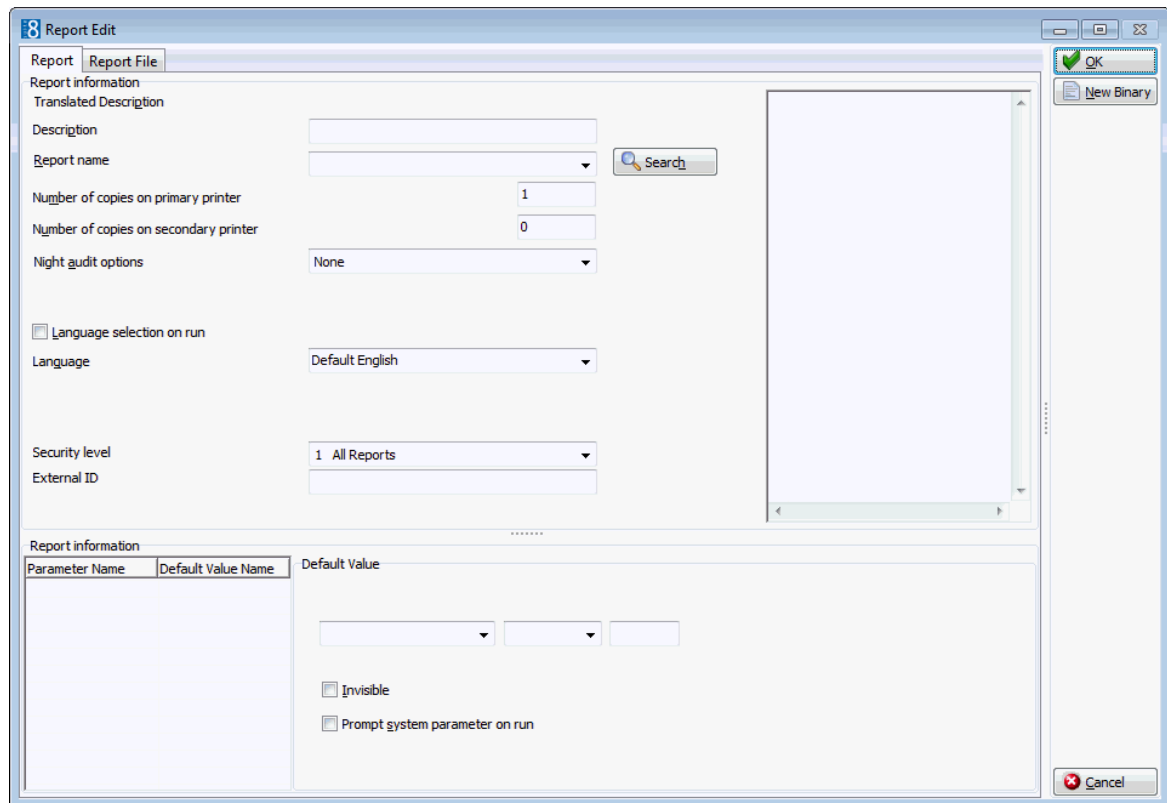 8 Report Edit
Report Report File
OK
Report information
New Binary
Translated Description
Description
Report name Search
Number of copies on primary printer 1
Number of copies on secondary printer 0
Night audit options None
Language selection on run
Language Default English
Security level 1 All Reports
External ID
Report information
Parameter Name Default Value Name Default Value
Invisible
Prompt system parameter on run
Cancel